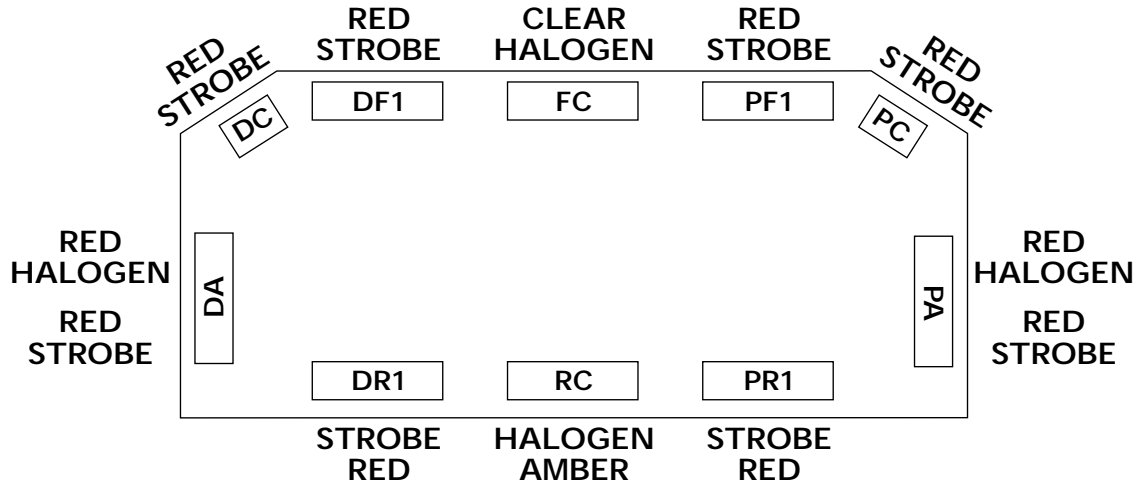 RED
STROBE
RED
STROBE
CLEAR
HALOGEN
RED
STROBE
RED
STROBE
DC
DF1
FC
PF1
PC
RED
HALOGEN
RED
STROBE
DA
PA
RED
HALOGEN
RED
STROBE
DR1
RC
PR1
STROBE
RED
HALOGEN
AMBER
STROBE
RED